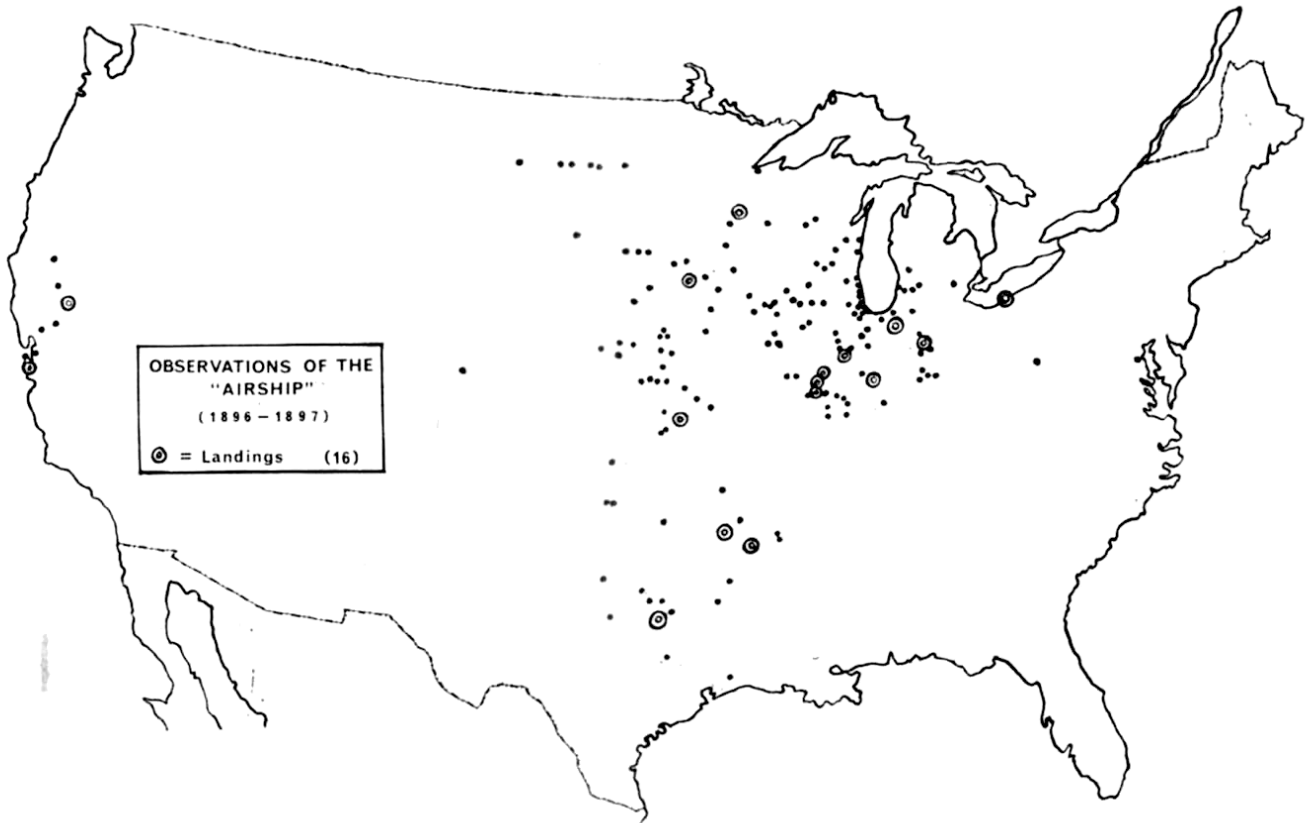 OBSERVATIONS OF THE
"AIRSHIP"
(1896–1897)
= Landings (16)